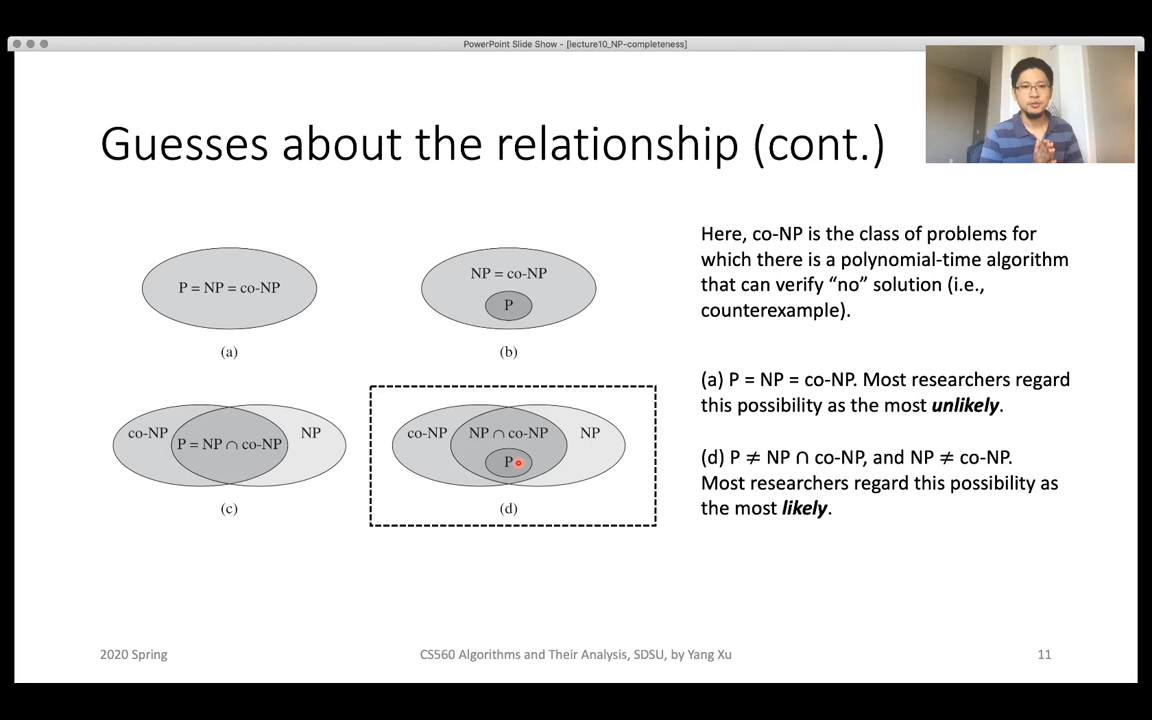 PowerPoint Slide Show - [lecture10_NP-completeness]
Guesses about the relationship (cont.)
P = NP = co-NP
(a)
NP = co-NP
P
(b)
co-NP
P = NP ∩ co-NP
NP
(c)
co-NP
NP ∩ co-NP
NP
P
(d)
Here, co-NP is the class of problems for
which there is a polynomial-time algorithm
that can verify “no” solution (i.e.,
counterexample).
(a) P = NP = co-NP. Most researchers regard
this possibility as the most unlikely.
(d) P ≠ NP ∩ co-NP, and NP ≠ co-NP.
Most researchers regard this possibility as
the most likely.
2020 Spring
CS560 Algorithms and Their Analysis, SDSU, by Yang Xu
11